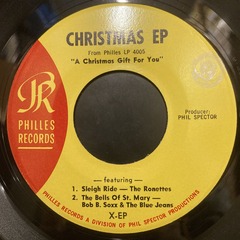 CHRISTMAS EP
From Philles LP 4005
"A Christmas Gift For You"
PR
PHILLES
RECORDS
Produced by:
PHIL SPECTOR
— featuring —
1. Sleigh Ride — The Ronettes
2. The Bells Of St. Mary —
Bob B. Soxx & The Blue Jeans
X-EP
PHILLES RECORDS A DIVISION OF PHIL SPECTOR PRODUCTIONS